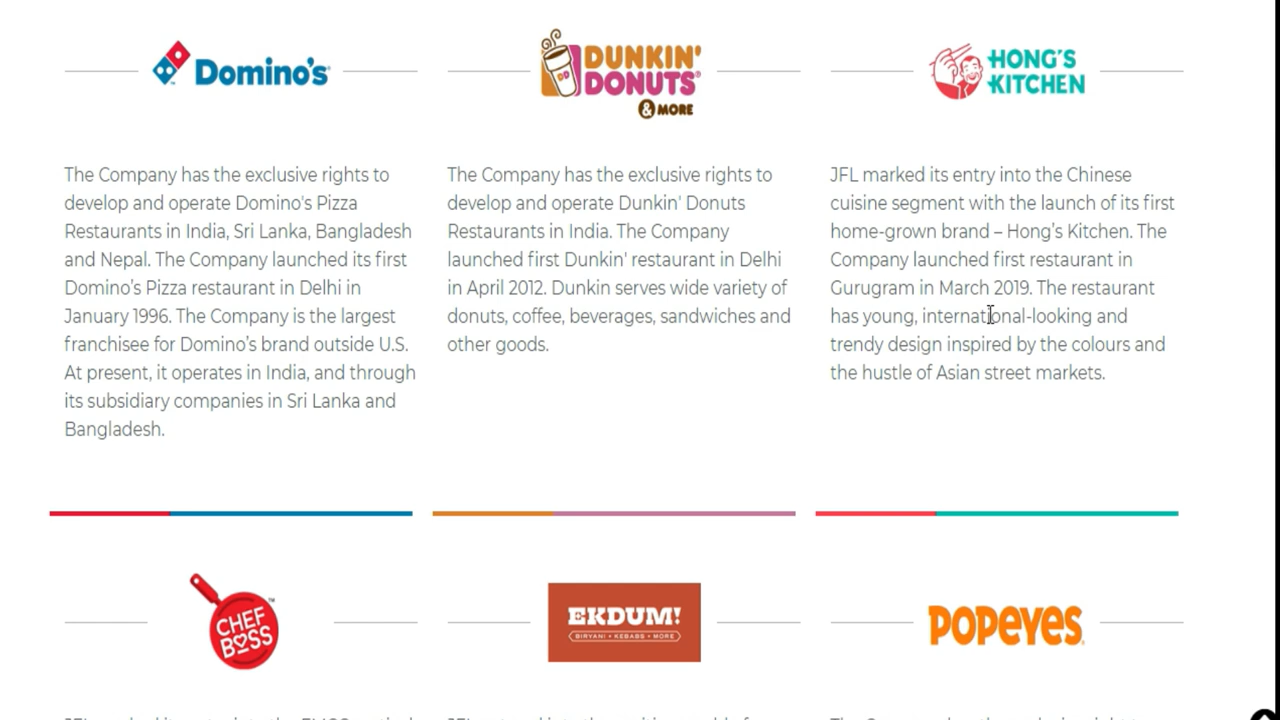 Domino's
DUNKIN'
DONUTS
& MORE
HONG'S
KITCHEN
The Company has the exclusive rights to
develop and operate Domino's Pizza
Restaurants in India, Sri Lanka, Bangladesh
and Nepal. The Company launched its first
Domino’s Pizza restaurant in Delhi in
January 1996. The Company is the largest
franchisee for Domino’s brand outside U.S.
At present, it operates in India, and through
its subsidiary companies in Sri Lanka and
Bangladesh.
The Company has the exclusive rights to
develop and operate Dunkin' Donuts
Restaurants in India. The Company
launched first Dunkin' restaurant in Delhi
in April 2012. Dunkin serves wide variety of
donuts, coffee, beverages, sandwiches and
other goods.
JFL marked its entry into the Chinese
cuisine segment with the launch of its first
home-grown brand – Hong’s Kitchen. The
Company launched first restaurant in
Gurugram in March 2019. The restaurant
has young, international-looking and
trendy design inspired by the colours and
the hustle of Asian street markets.
CHEF
BOSS
EKDUM!
BIRYANI • KEBABS • MORE
POPEYES